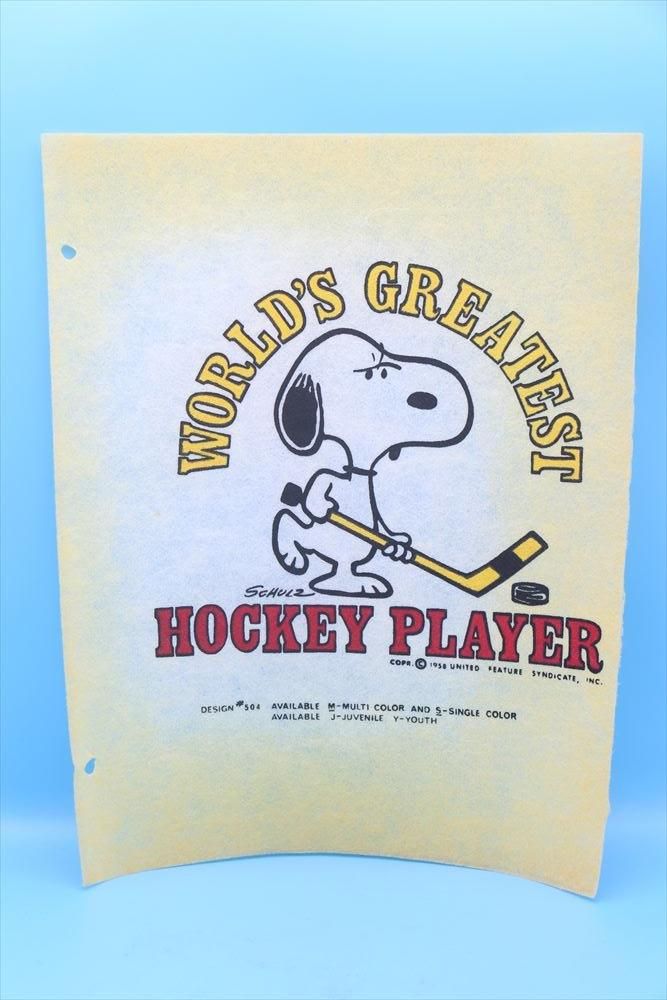 WORLD'S GREATEST
SCHULZ
HOCKEY PLAYER
COPR. © 1958 UNITED FEATURE SYNDICATE, INC.
DESIGN #504 AVAILABLE M-MULTI COLOR AND S-SINGLE COLOR
AVAILABLE J-JUVENILE Y-YOUTH